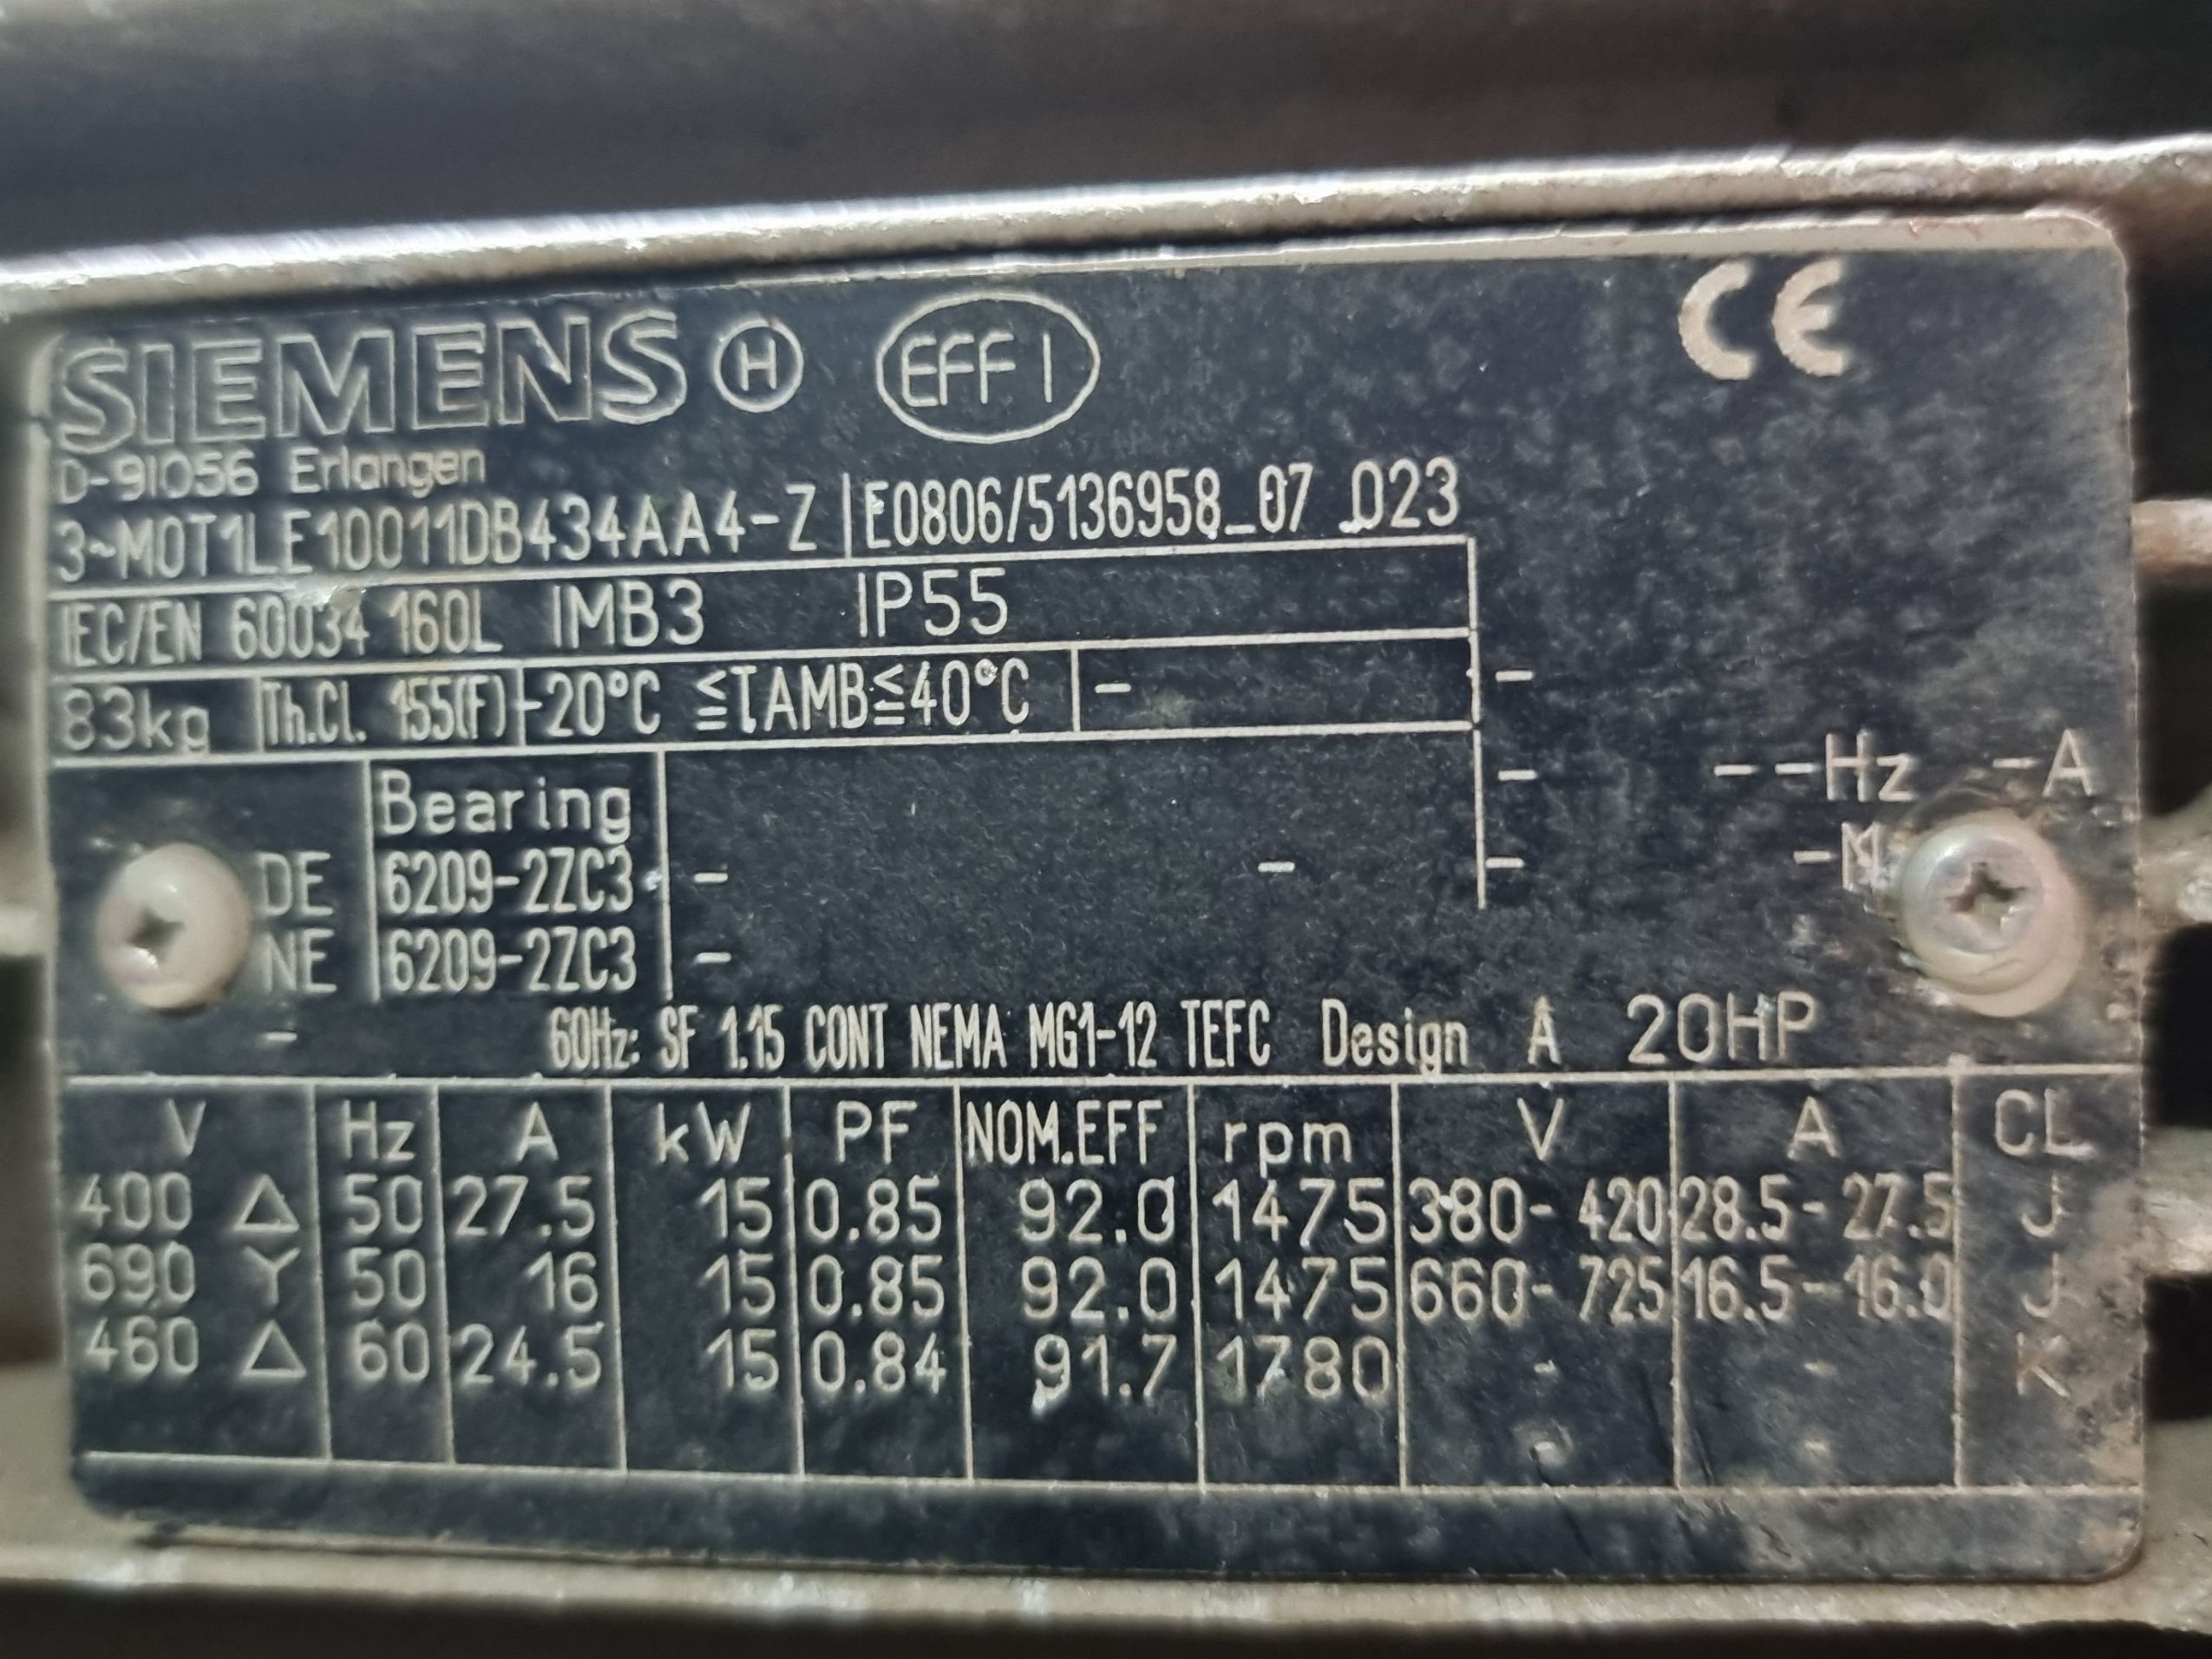 SIEMENS H EFF 1 CE
D-91056 Erlangen
3~MOT1LE10011DB434AA4-Z E0806/5136958_07 023
IEC/EN 60034 160L IMB3 IP55
83kg Th.Cl. 155(F) -20°C ≦TAMB≦40°C - -
Bearing - --Hz -A
DE 6209-2ZC3 - - - -
NE 6209-2ZC3 -
- 60Hz: SF 1.15 CONT NEMA MG1-12 TEFC Design A 20HP
V Hz A kW PF NOM.EFF rpm V A CL
400 △ 50 27.5 15 0.85 92.0 1475 380- 420 28.5- 27.5 J
690 Y 50 16 15 0.85 92.0 1475 660- 725 16.5- 16.0 J
460 △ 60 24.5 15 0.84 91.7 1780 - - K
- -